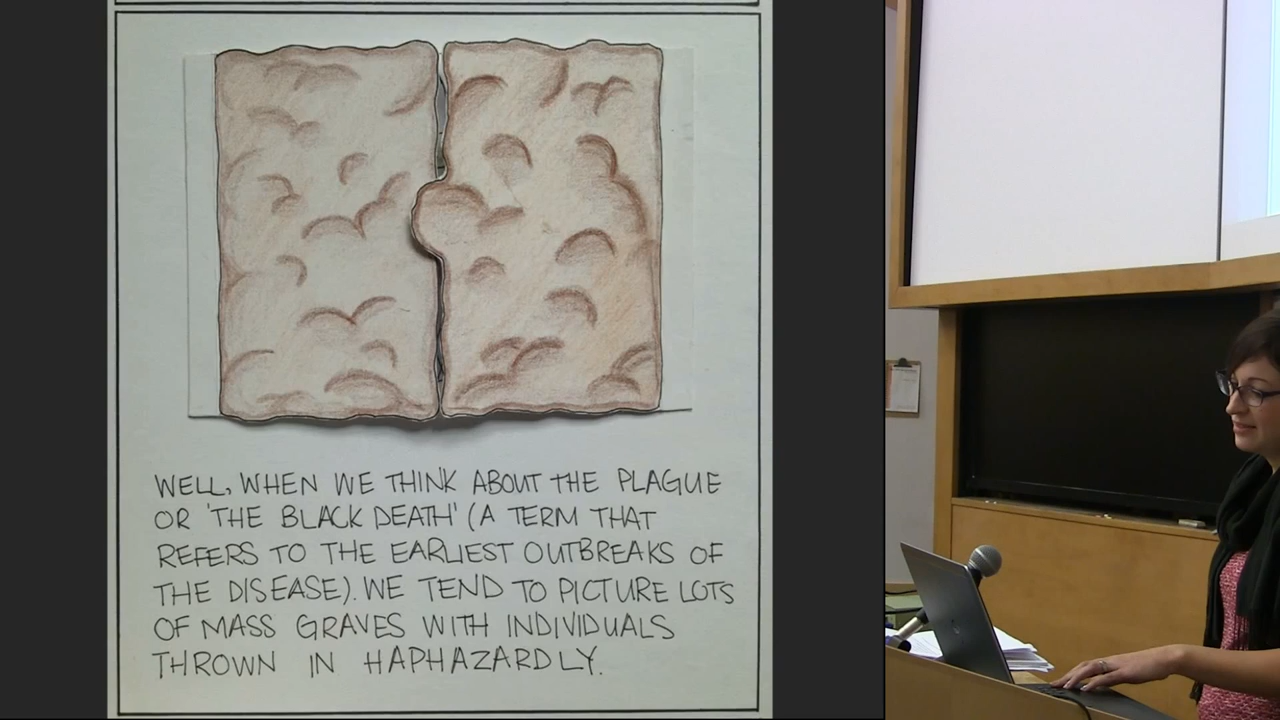 WELL, WHEN WE THINK ABOUT THE PLAGUE
OR 'THE BLACK DEATH' (A TERM THAT
REFERS TO THE EARLIEST OUTBREAKS OF
THE DISEASE). WE TEND TO PICTURE LOTS
OF MASS GRAVES WITH INDIVIDUALS
THROWN IN HAPHAZARDLY.